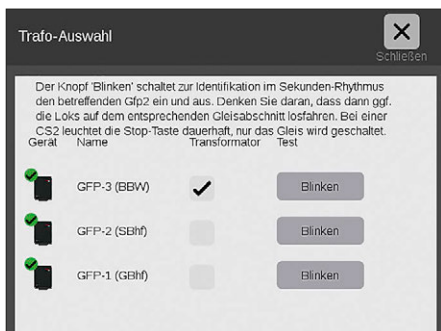 Trafo-Auswahl
Schließen
Der Knopf 'Blinken' schaltet zur Identifikation im Sekunden-Rhythmus
den betreffenden Gfp2 ein und aus. Denken Sie daran, dass dann ggf.
die Loks auf dem entsprechenden Gleisabschnitt losfahren. Bei einer
CS2 leuchtet die Stop-Taste dauerhaft, nur das Gleis wird geschaltet.
Gerät Name Transformator Test
GFP-3 (BBW) Blinken
GFP-2 (SBhf) Blinken
GFP-1 (GBhf) Blinken